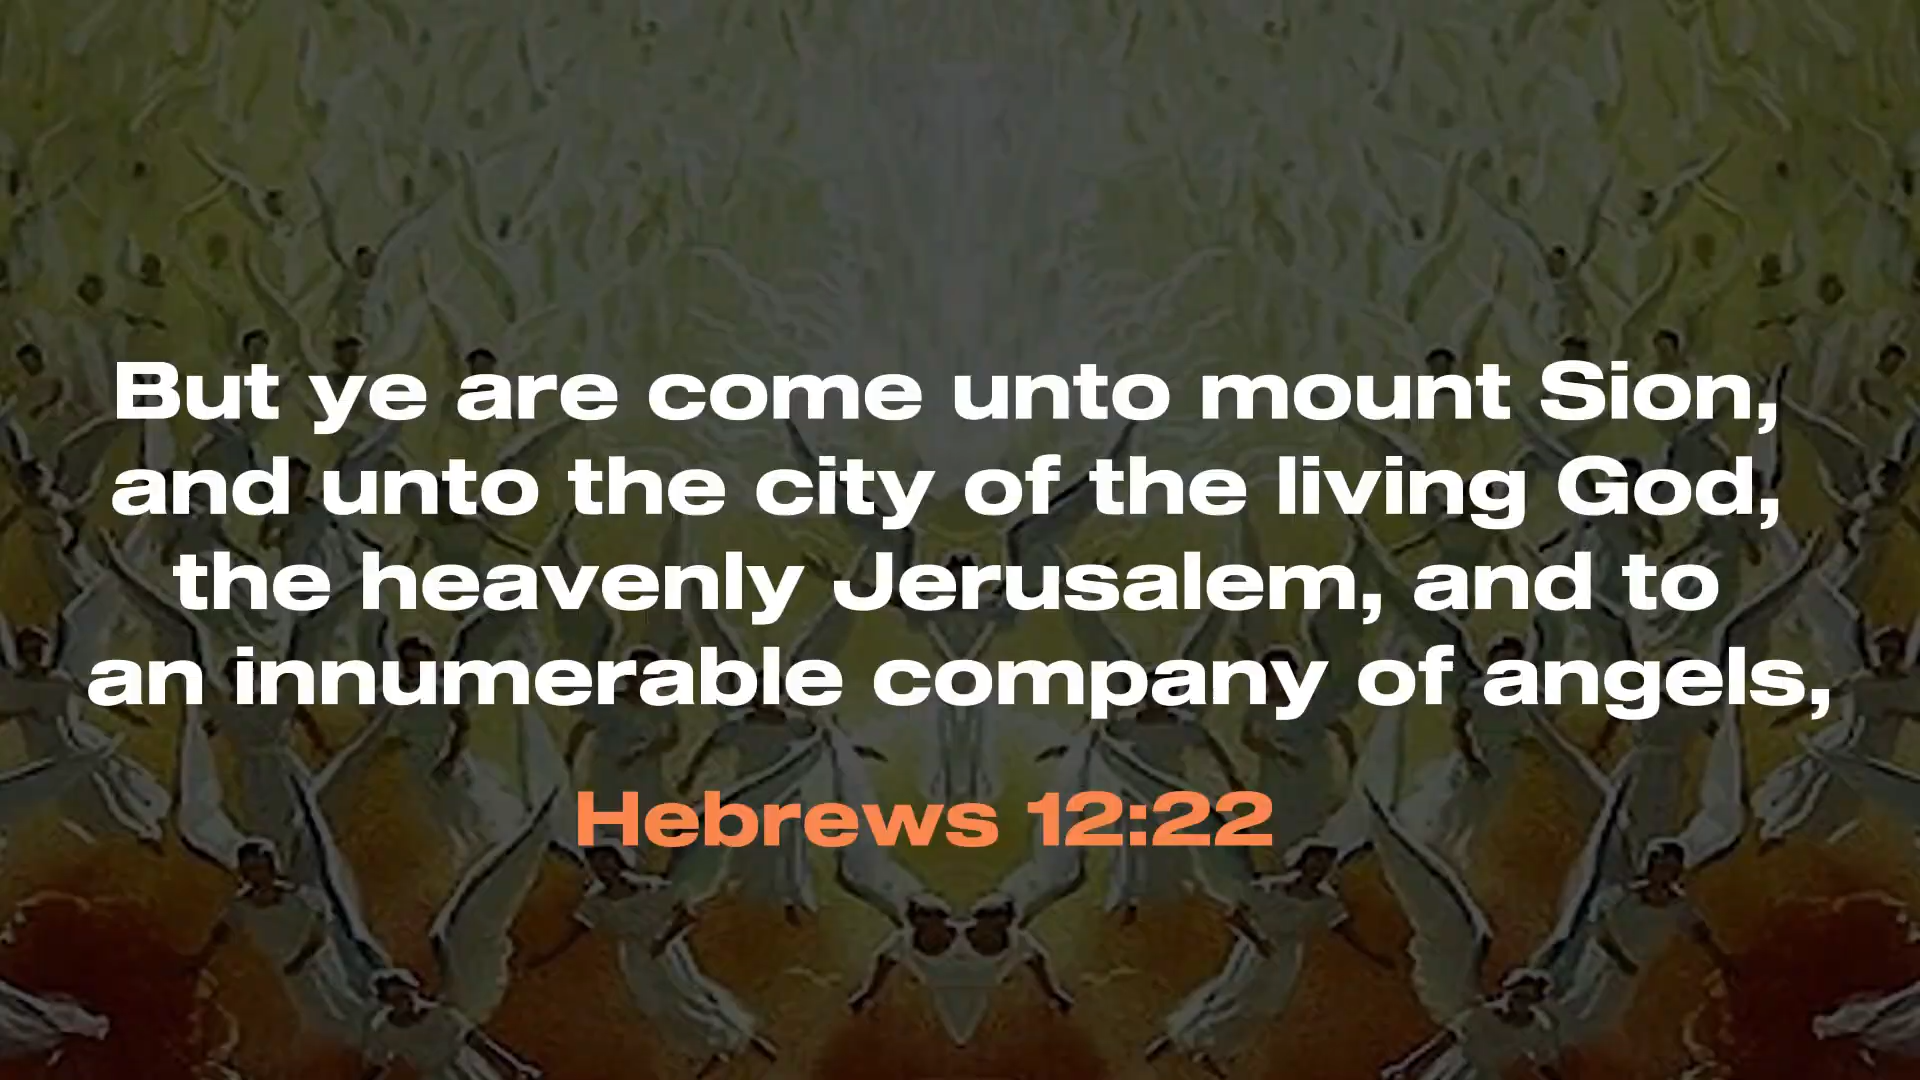 But ye are come unto mount Sion,
and unto the city of the living God,
the heavenly Jerusalem, and to
an innumerable company of angels,
Hebrews 12:22